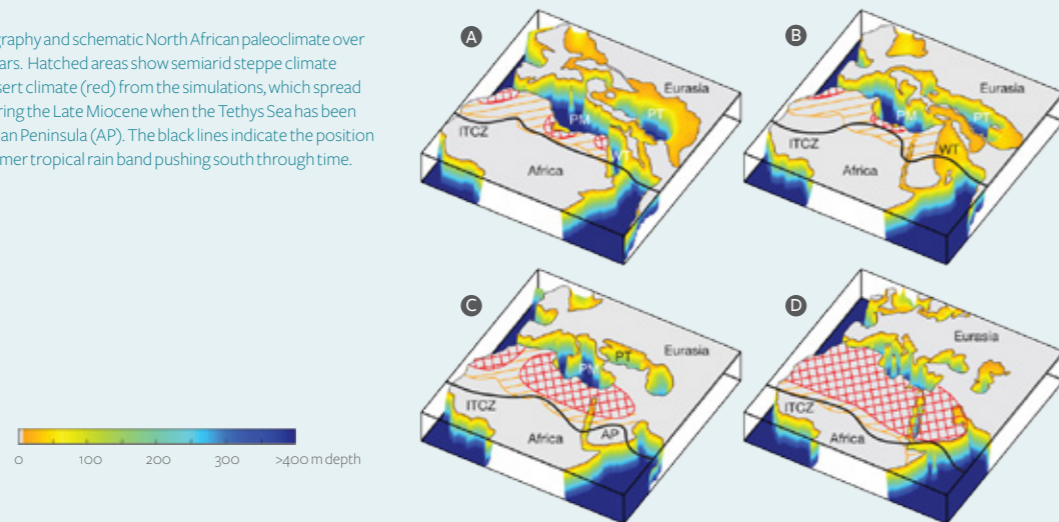 graphy and schematic North African paleoclimate over
ars. Hatched areas show semiarid steppe climate
sert climate (red) from the simulations, which spread
ring the Late Miocene when the Tethys Sea has been
an Peninsula (AP). The black lines indicate the position
mer tropical rain band pushing south through time.
A
Eurasia
PM
PT
ITCZ
WT
Africa
B
Eurasia
PM
PT
ITCZ
WT
Africa
C
Eurasia
PT
PM
ITCZ
Africa
AP
D
Eurasia
ITCZ
Africa
0 100 200 300 >400 m depth